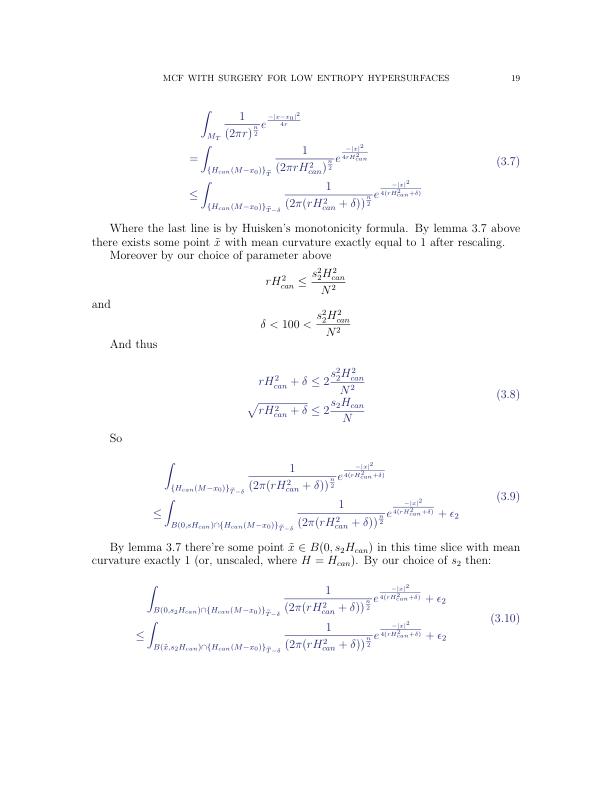 MCF WITH SURGERY FOR LOW ENTROPY HYPERSURFACES 19
$\int_{M_T} \frac{1}{(2\pi r)^{\frac{n}{2}}} e^{\frac{-|x-x_0|^2}{4r}}$
$= \int_{\{H_{can}(M-x_0)\}_{\widetilde{T}}} \frac{1}{(2\pi r H_{can}^2)^{\frac{n}{2}}} e^{\frac{-|x|^2}{4rH_{can}^2}}$ (3.7)
$\leq \int_{\{H_{can}(M-x_0)\}_{\widetilde{T}-\delta}} \frac{1}{(2\pi(rH_{can}^2+\delta))^{\frac{n}{2}}} e^{\frac{-|x|^2}{4(rH_{can}^2+\delta)}}$
Where the last line is by Huisken's monotonicity formula. By lemma 3.7 above
there exists some point $\widetilde{x}$ with mean curvature exactly equal to 1 after rescaling.
Moreover by our choice of parameter above
$rH_{can}^2 \leq \frac{s_2^2 H_{can}^2}{N^2}$
and
$\delta < 100 < \frac{s_2^2 H_{can}^2}{N^2}$
And thus
$rH_{can}^2 + \delta \leq 2\frac{s_2^2 H_{can}^2}{N^2}$ (3.8)
$\sqrt{rH_{can}^2 + \delta} \leq 2\frac{s_2 H_{can}}{N}$
So
$\int_{\{H_{can}(M-x_0)\}_{\widetilde{T}-\delta}} \frac{1}{(2\pi(rH_{can}^2+\delta))^{\frac{n}{2}}} e^{\frac{-|x|^2}{4(rH_{can}^2+\delta)}}$
$\leq \int_{B(0,sH_{can})\cap\{H_{can}(M-x_0)\}_{\widetilde{T}-\delta}} \frac{1}{(2\pi(rH_{can}^2+\delta))^{\frac{n}{2}}} e^{\frac{-|x|^2}{4(rH_{can}^2+\delta)}} + \epsilon_2$ (3.9)
By lemma 3.7 there're some point $\widetilde{x} \in B(0, s_2H_{can})$ in this time slice with mean
curvature exactly 1 (or, unscaled, where $H = H_{can}$). By our choice of $s_2$ then:
$\int_{B(0,s_2H_{can})\cap\{H_{can}(M-x_0)\}_{\widetilde{T}-\delta}} \frac{1}{(2\pi(rH_{can}^2+\delta))^{\frac{n}{2}}} e^{\frac{-|x|^2}{4(rH_{can}^2+\delta)}} + \epsilon_2$
$\leq \int_{B(\widetilde{x},s_2H_{can})\cap\{H_{can}(M-x_0)\}_{\widetilde{T}-\delta}} \frac{1}{(2\pi(rH_{can}^2+\delta))^{\frac{n}{2}}} e^{\frac{-|x|^2}{4(rH_{can}^2+\delta)}} + \epsilon_2$ (3.10)